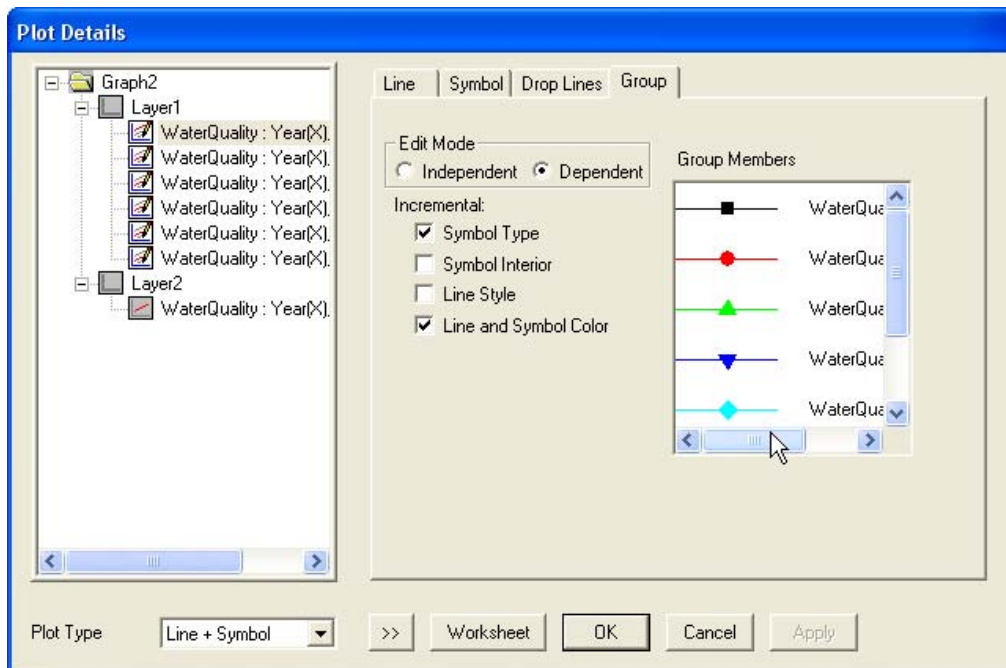 Plot Details
Graph2
Layer1
WaterQuality : Year(X),
WaterQuality : Year(X),
WaterQuality : Year(X),
WaterQuality : Year(X),
WaterQuality : Year(X),
WaterQuality : Year(X),
Layer2
WaterQuality : Year(X),
Line
Symbol
Drop Lines
Group
Edit Mode
Independent
Dependent
Incremental:
Symbol Type
Symbol Interior
Line Style
Line and Symbol Color
Group Members
WaterQua
WaterQua
WaterQua
WaterQua
WaterQua
Plot Type
Line + Symbol
>>
Worksheet
OK
Cancel
Apply